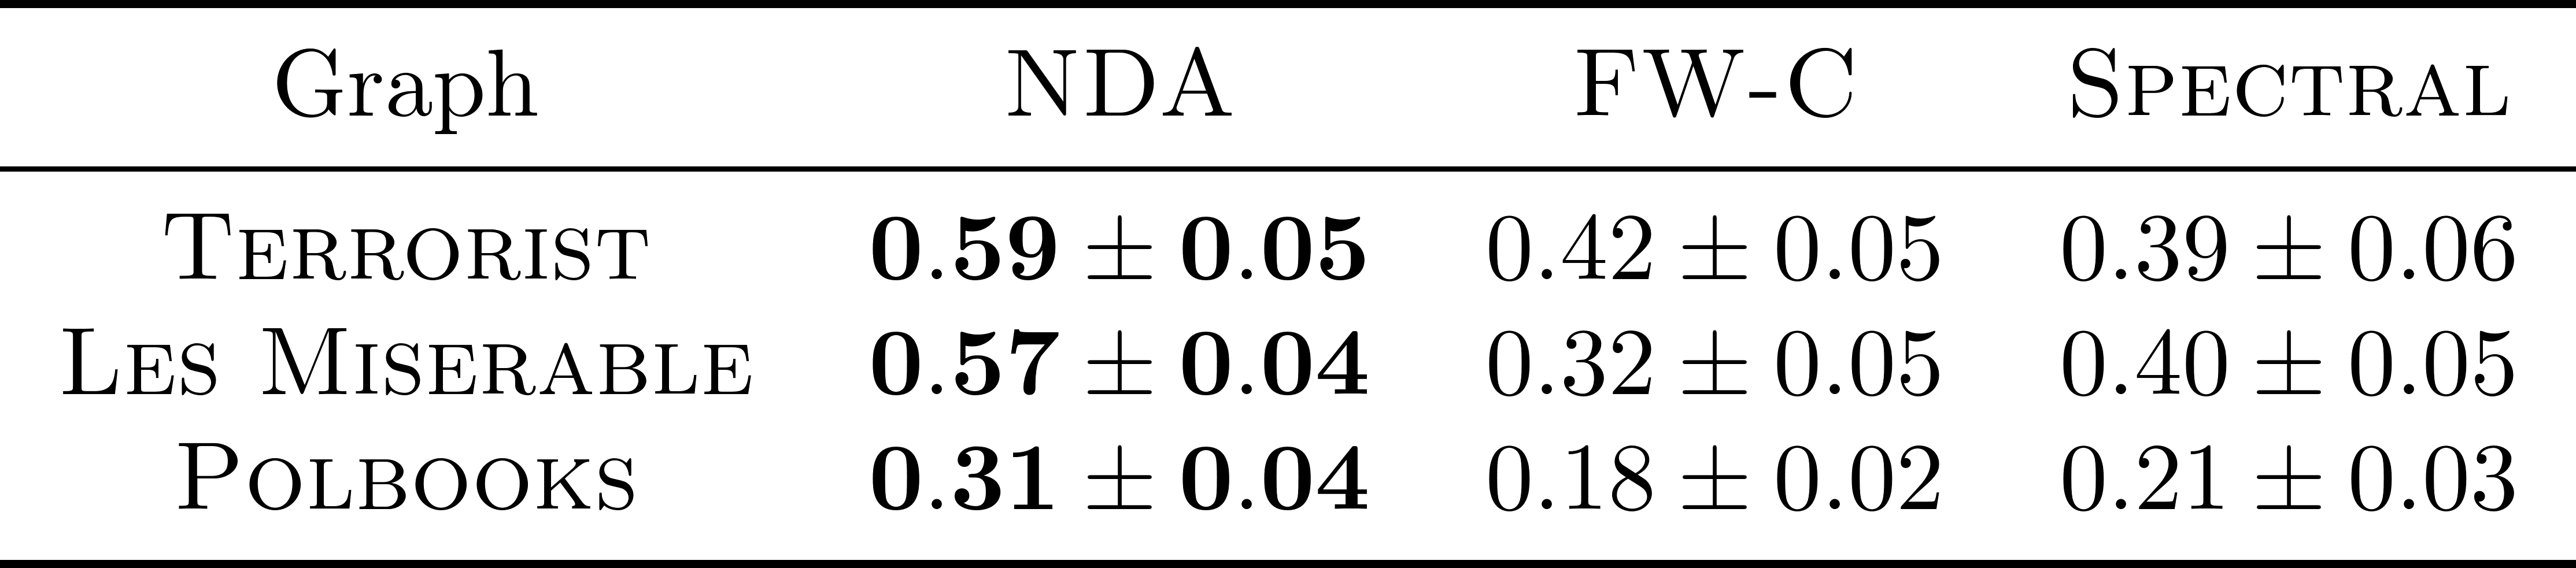 Graph NDA FW-C SPECTRAL
TERRORIST 0.59 ± 0.05 0.42 ± 0.05 0.39 ± 0.06
LES MISERABLE 0.57 ± 0.04 0.32 ± 0.05 0.40 ± 0.05
POLBOOKS 0.31 ± 0.04 0.18 ± 0.02 0.21 ± 0.03